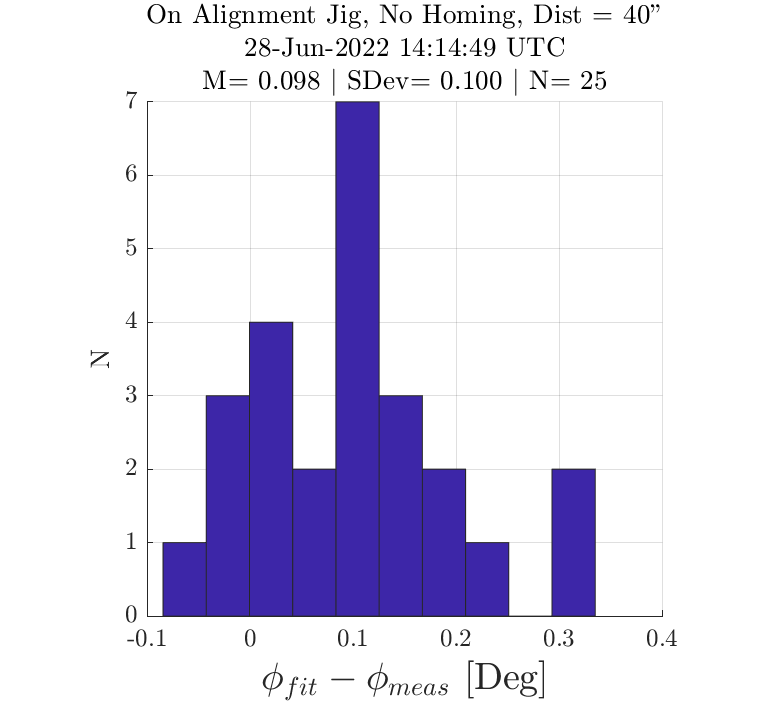 On Alignment Jig, No Homing, Dist = 40”
28-Jun-2022 14:14:49 UTC
M= 0.098 | SDev= 0.100 | N= 25
7
6
5
4
3
2
1
0
N
-0.1 0 0.1 0.2 0.3 0.4
ϕfit − ϕmeas [Deg]